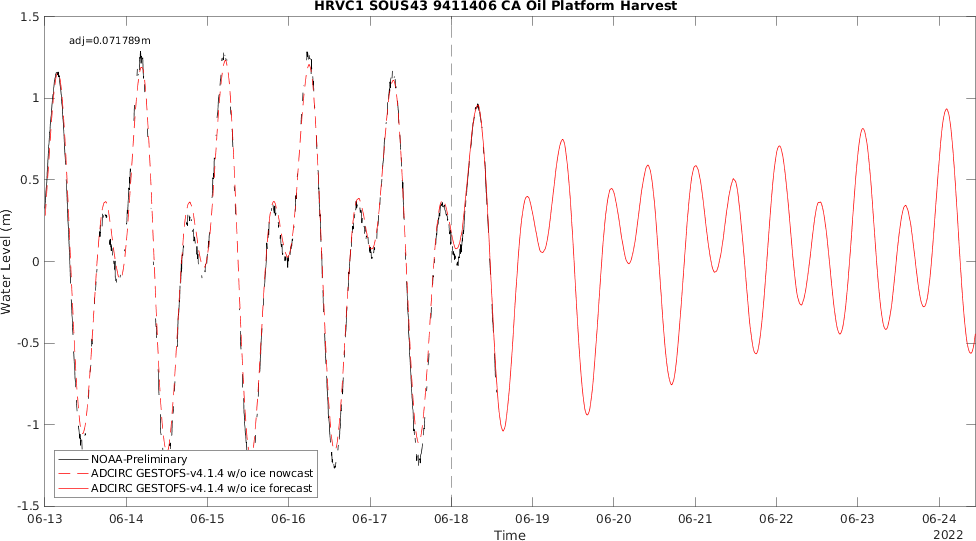 HRVC1 SOUS43 9411406 CA Oil Platform Harvest
adj=0.071789m
Water Level (m)
1.5
1
0.5
0
-0.5
-1
-1.5
NOAA-Preliminary
ADCIRC GESTOFS-v4.1.4 w/o ice nowcast
ADCIRC GESTOFS-v4.1.4 w/o ice forecast
06-13 06-14 06-15 06-16 06-17 06-18 06-19 06-20 06-21 06-22 06-23 06-24
2022
Time